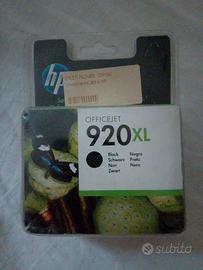 hp
OFFICEJET
920XL
Black Negro
Schwarz Preto
Noir Nero
Zwart
subito